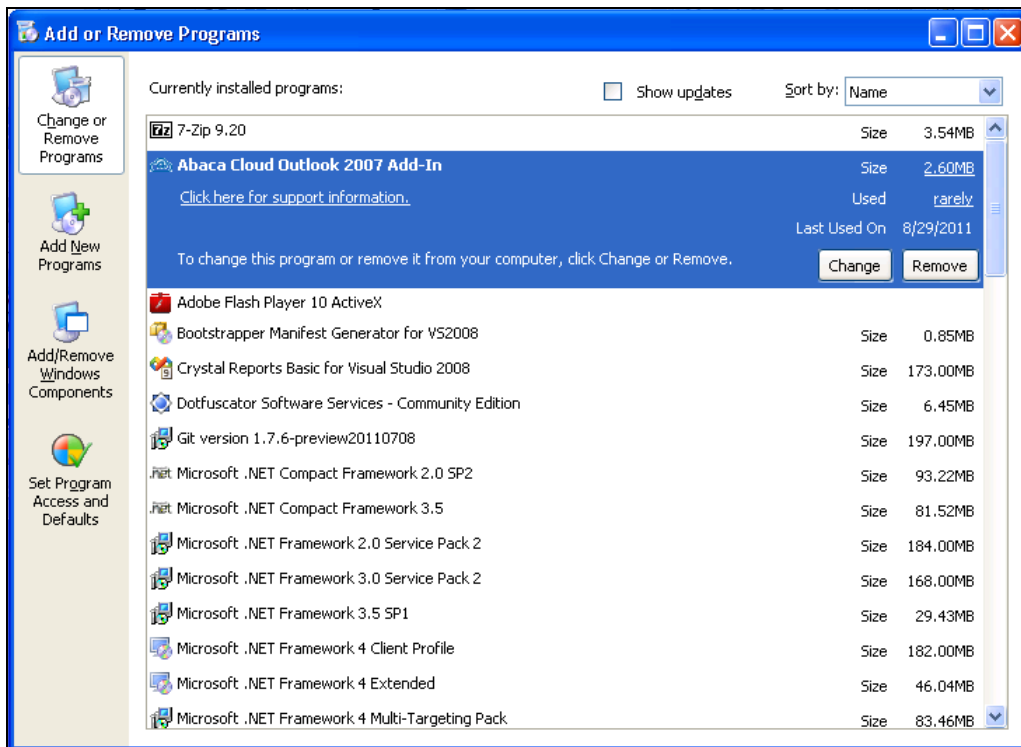 Add or Remove Programs
Change or
Remove
Programs
Add New
Programs
Add/Remove
Windows
Components
Set Program
Access and
Defaults
Currently installed programs:
Show updates
Sort by: Name
7z 7-Zip 9.20 Size 3.54MB
Abaca Cloud Outlook 2007 Add-In Size 2.60MB
Click here for support information. Used rarely
Last Used On 8/29/2011
To change this program or remove it from your computer, click Change or Remove. Change Remove
Adobe Flash Player 10 ActiveX
Bootstrapper Manifest Generator for VS2008 Size 0.85MB
Crystal Reports Basic for Visual Studio 2008 Size 173.00MB
Dotfuscator Software Services - Community Edition Size 6.45MB
Git version 1.7.6-preview20110708 Size 197.00MB
.net Microsoft .NET Compact Framework 2.0 SP2 Size 93.22MB
.net Microsoft .NET Compact Framework 3.5 Size 81.52MB
Microsoft .NET Framework 2.0 Service Pack 2 Size 184.00MB
Microsoft .NET Framework 3.0 Service Pack 2 Size 168.00MB
Microsoft .NET Framework 3.5 SP1 Size 29.43MB
Microsoft .NET Framework 4 Client Profile Size 182.00MB
Microsoft .NET Framework 4 Extended Size 46.04MB
Microsoft .NET Framework 4 Multi-Targeting Pack Size 83.46MB